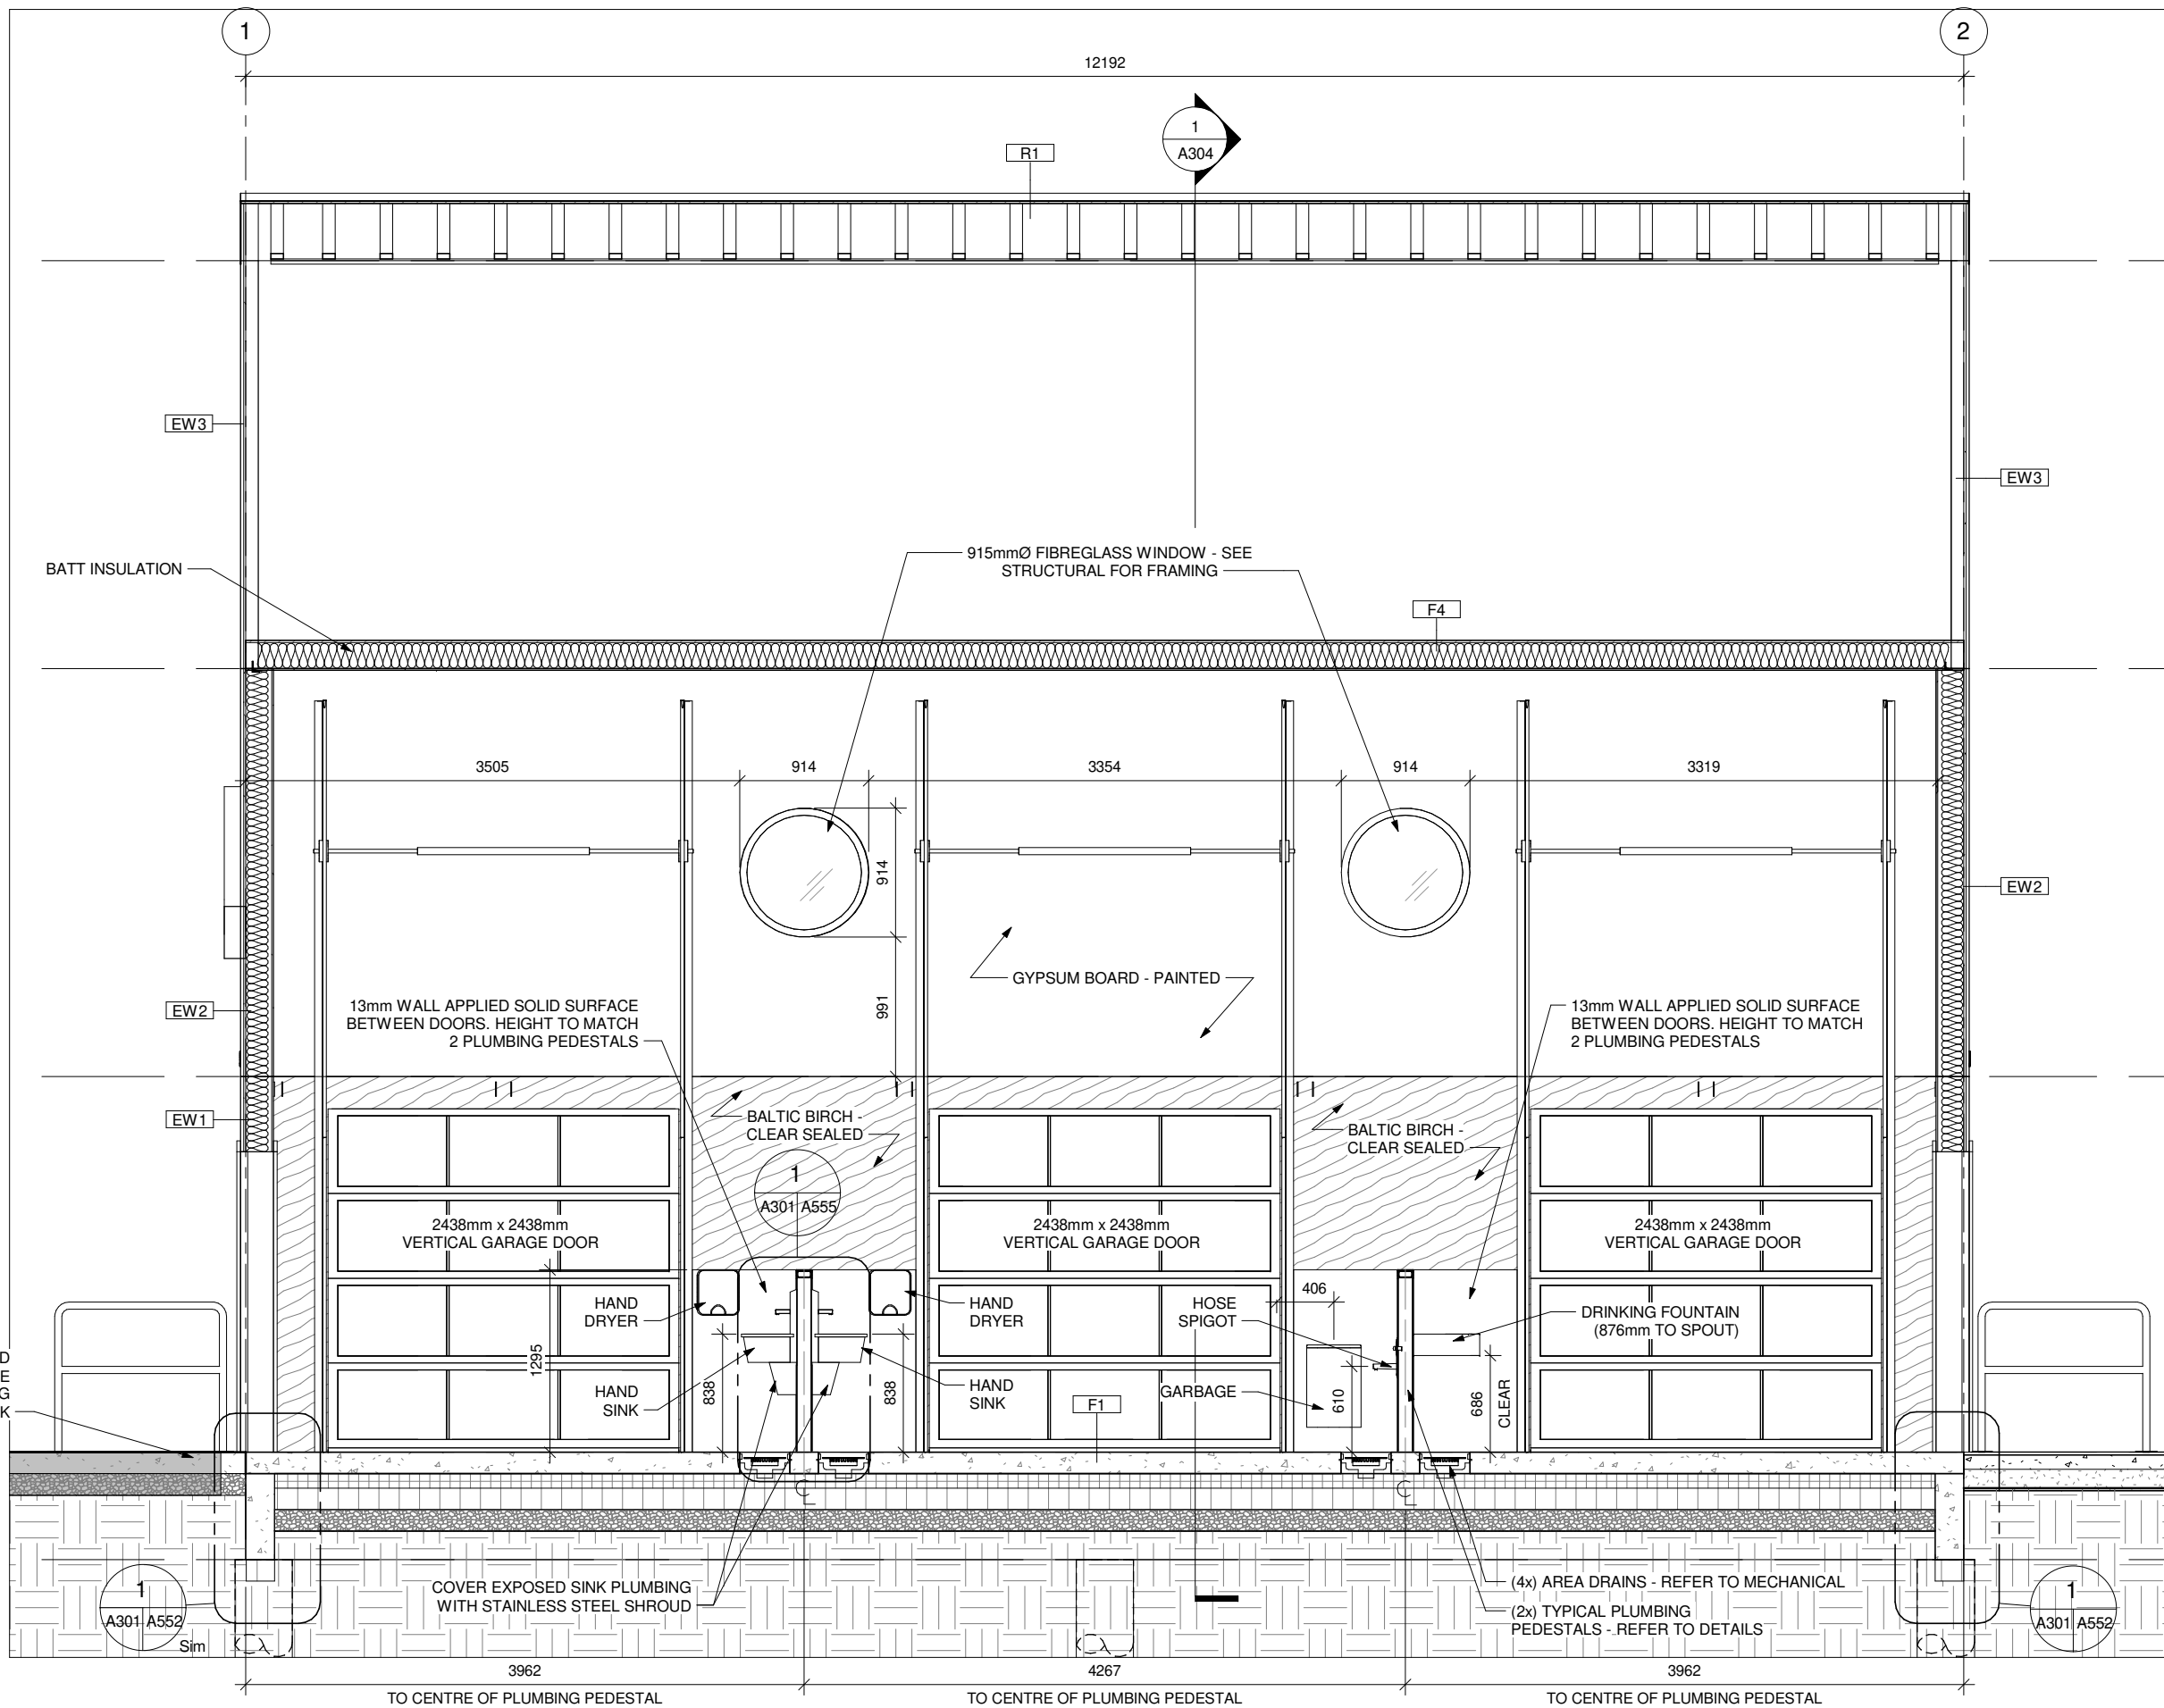 1
2
12192
1
A304
R1
EW3
EW3
BATT INSULATION
915mmØ FIBREGLASS WINDOW - SEE
STRUCTURAL FOR FRAMING
F4
3505
914
3354
914
3319
914
EW2
991
GYPSUM BOARD - PAINTED
13mm WALL APPLIED SOLID SURFACE
BETWEEN DOORS. HEIGHT TO MATCH
2 PLUMBING PEDESTALS
13mm WALL APPLIED SOLID SURFACE
BETWEEN DOORS. HEIGHT TO MATCH
2 PLUMBING PEDESTALS
EW2
EW1
BALTIC BIRCH -
CLEAR SEALED
BALTIC BIRCH -
CLEAR SEALED
1
A301 A555
2438mm x 2438mm
VERTICAL GARAGE DOOR
2438mm x 2438mm
VERTICAL GARAGE DOOR
2438mm x 2438mm
VERTICAL GARAGE DOOR
HAND
DRYER
HAND
DRYER
406
HOSE
SPIGOT
DRINKING FOUNTAIN
(876mm TO SPOUT)
1295
838
838
HAND
SINK
HAND
SINK
F1
GARBAGE
610
686
CLEAR
D
E
G
K
COVER EXPOSED SINK PLUMBING
WITH STAINLESS STEEL SHROUD
(4x) AREA DRAINS - REFER TO MECHANICAL
(2x) TYPICAL PLUMBING
PEDESTALS - REFER TO DETAILS
1
A301 A552
Sim
1
A301 A552
3962
4267
3962
TO CENTRE OF PLUMBING PEDESTAL
TO CENTRE OF PLUMBING PEDESTAL
TO CENTRE OF PLUMBING PEDESTAL